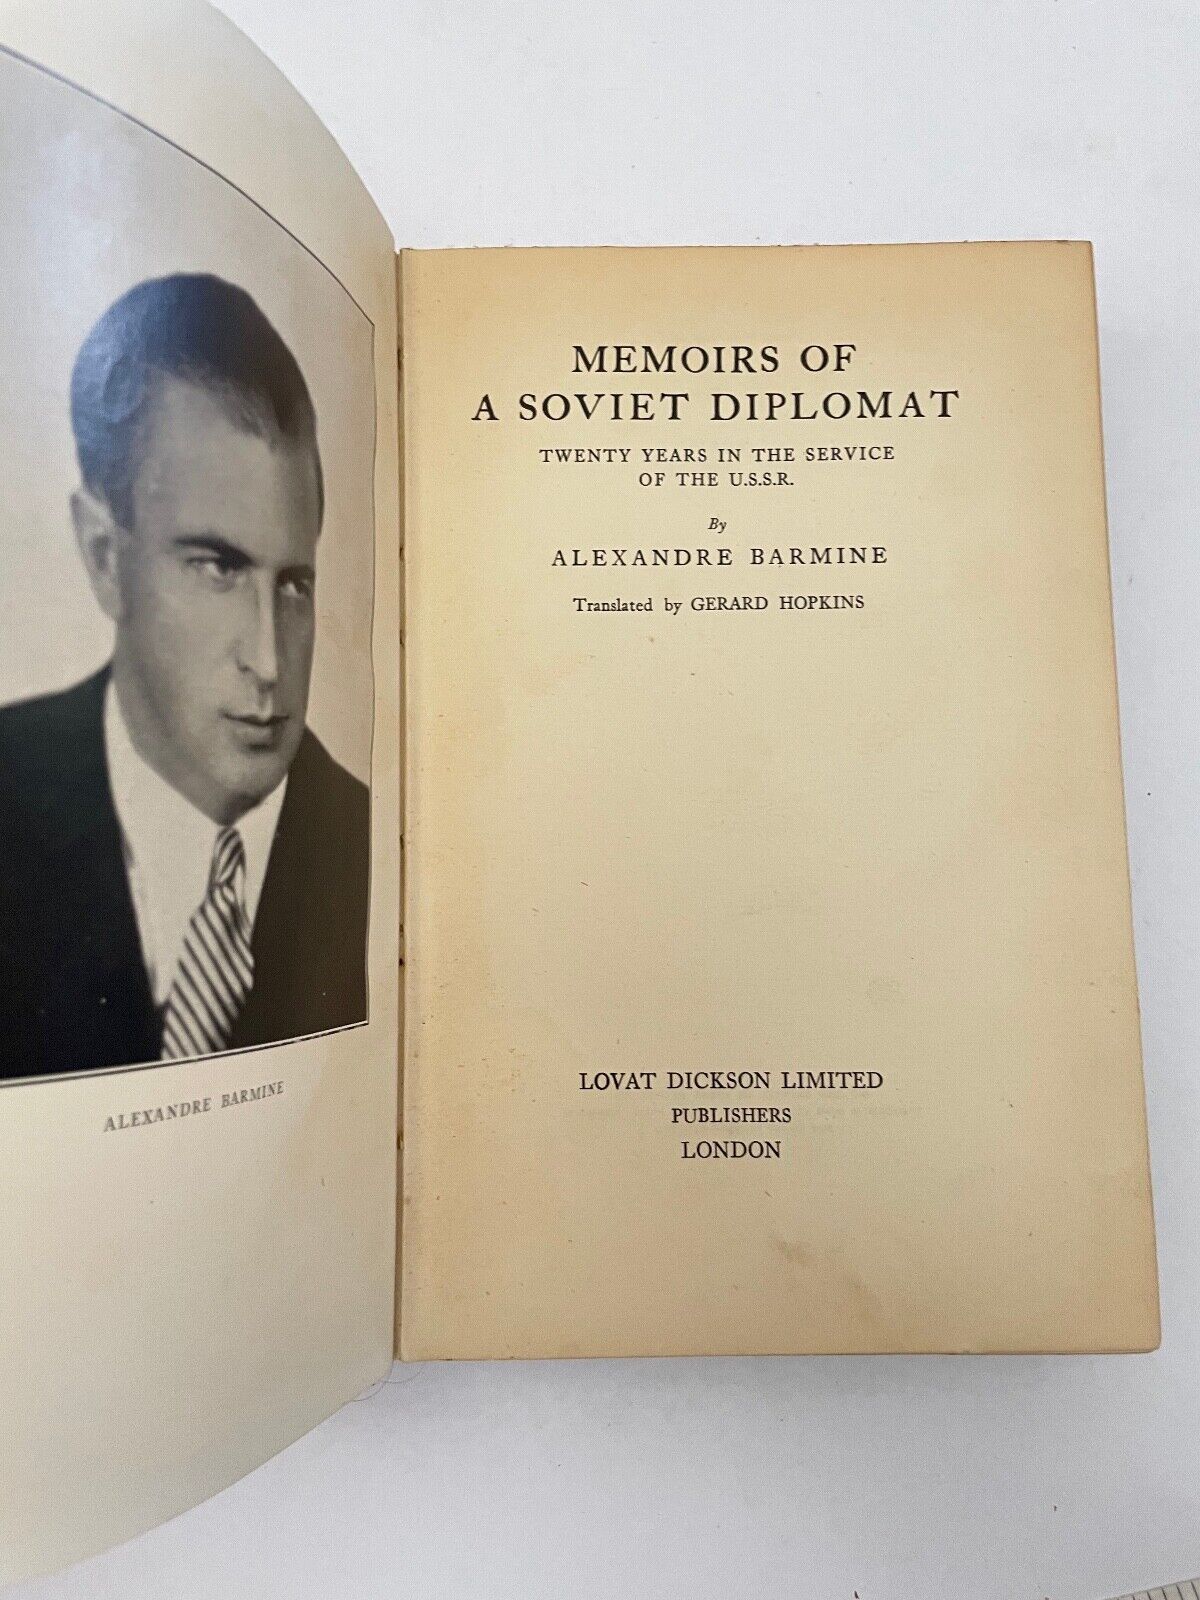 ALEXANDRE BARMINE
MEMOIRS OF
A SOVIET DIPLOMAT
TWENTY YEARS IN THE SERVICE
OF THE U.S.S.R.
By
ALEXANDRE BARMINE
Translated by GERARD HOPKINS
LOVAT DICKSON LIMITED
PUBLISHERS
LONDON